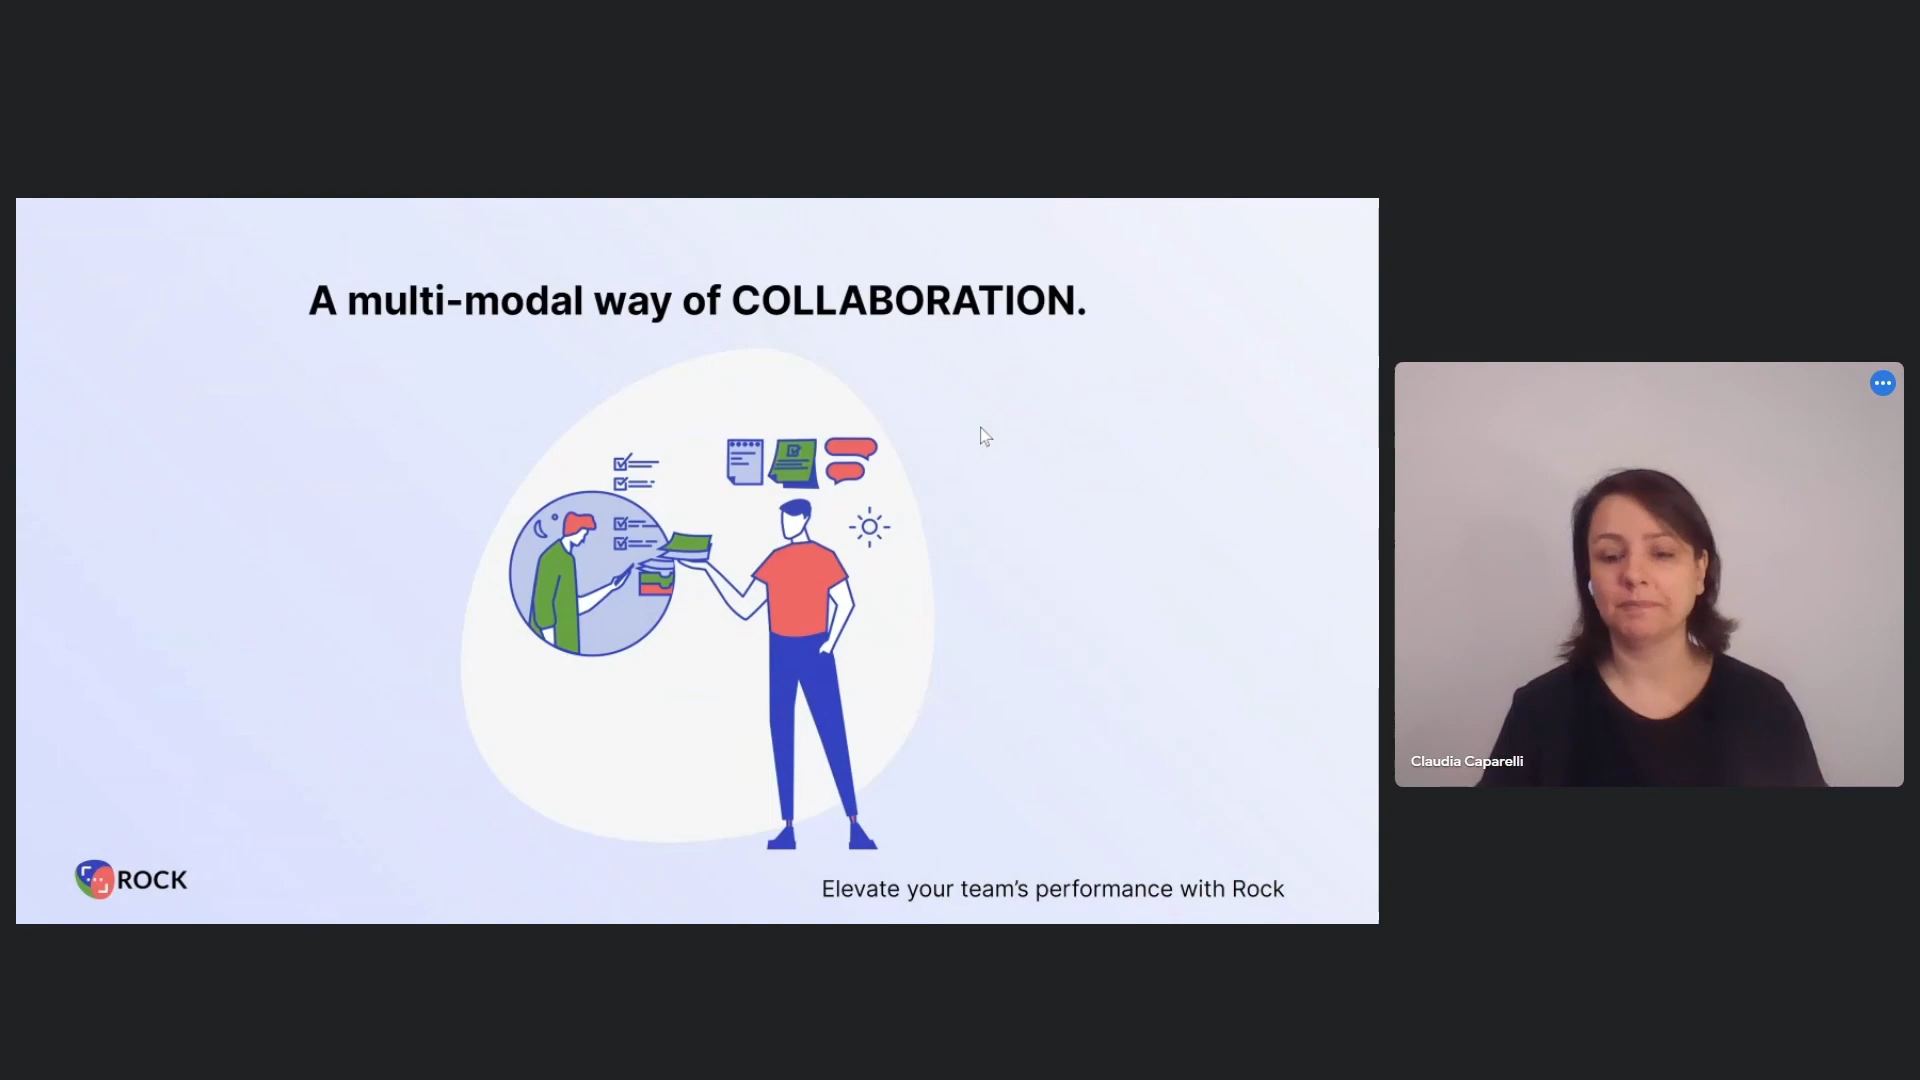 A multi-modal way of COLLABORATION.
ROCK
Elevate your team's performance with Rock
Claudia Caparelli